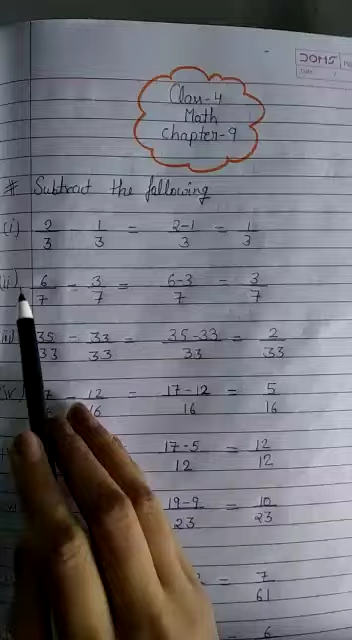 DOMS
Class-4
Math
Chapter-9
# Subtract the following
(i) 2/3 - 1/3 = 2-1/3 = 1/3
(ii) 6/7 - 3/7 = 6-3/7 = 3/7
35/33 - 33/33 = 35-33/33 = 2/33
- 12/16 = 17-12/16 = 5/16
17-5/12 = 12/12
19-9/23 = 10/23
= 7/61
6